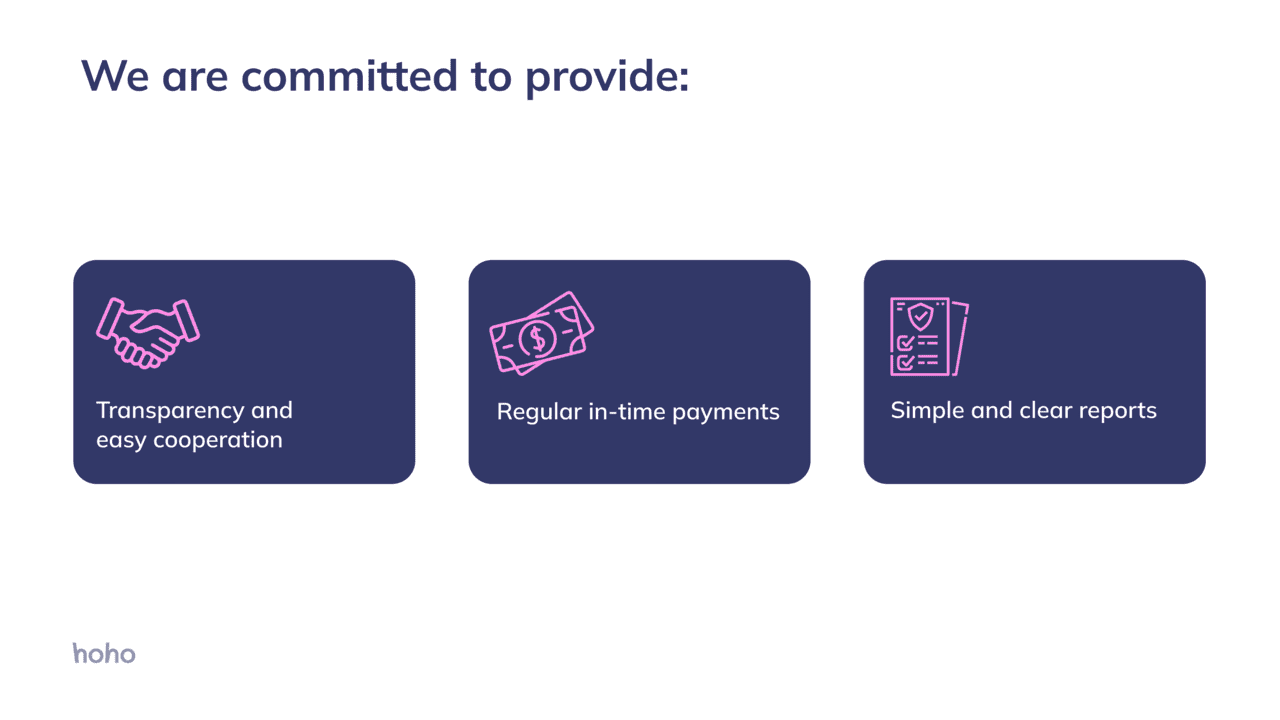 We are committed to provide:
Transparency and
easy cooperation
Regular in-time payments
Simple and clear reports
hoho